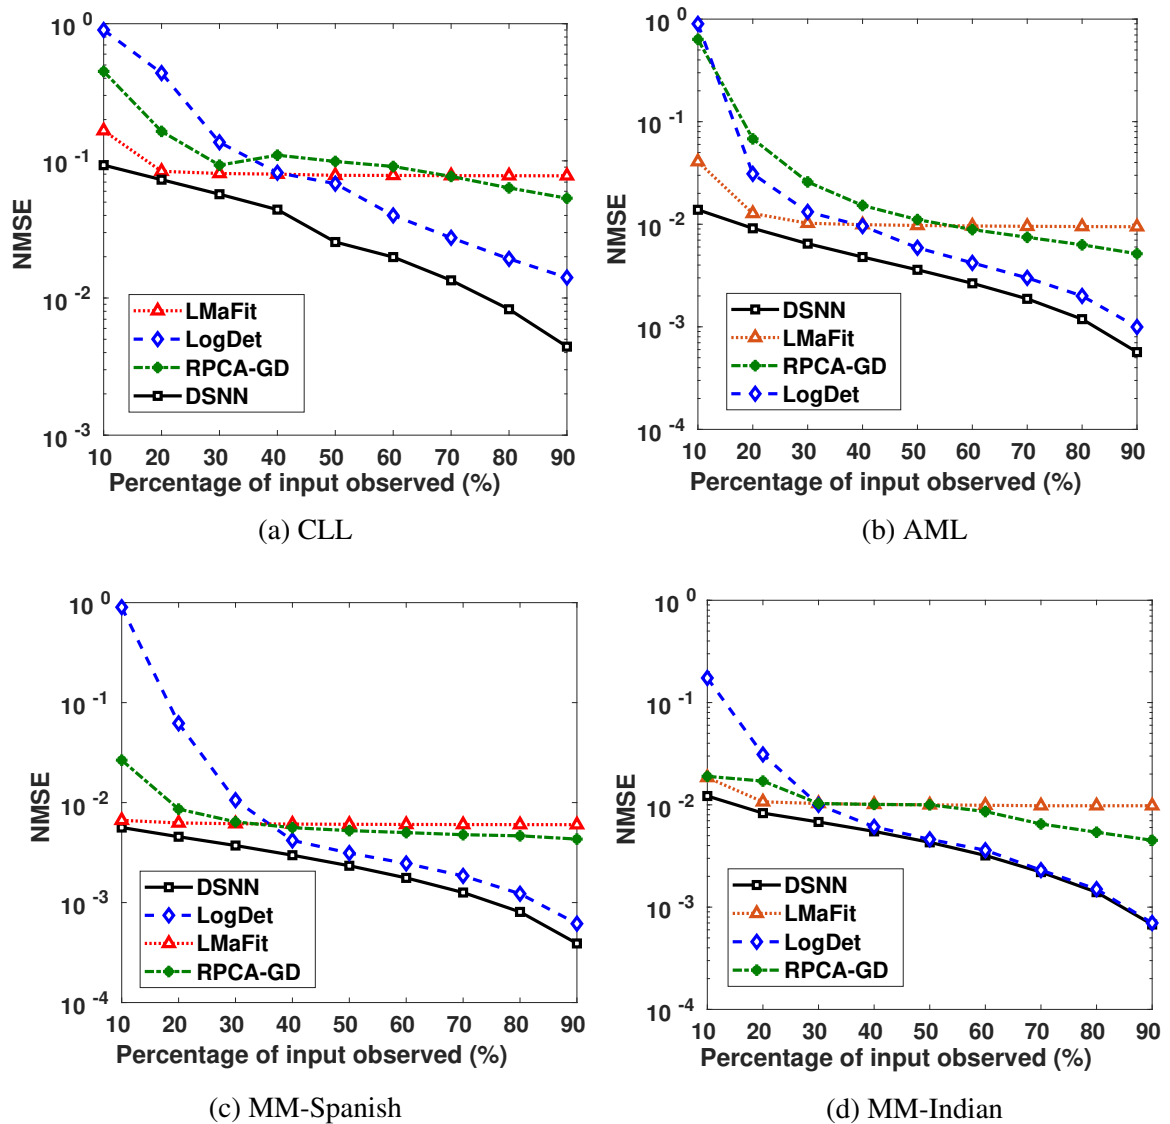 10 0
10 -1
10 -2
10 -3
NMSE
LMaFit
LogDet
RPCA-GD
DSNN
10 20 30 40 50 60 70 80 90
Percentage of input observed (%)
(a) CLL
10 0
10 -1
10 -2
10 -3
10 -4
NMSE
DSNN
LMaFit
RPCA-GD
LogDet
10 20 30 40 50 60 70 80 90
Percentage of input observed (%)
(b) AML
10 0
10 -1
10 -2
10 -3
10 -4
NMSE
DSNN
LogDet
LMaFit
RPCA-GD
10 20 30 40 50 60 70 80 90
Percentage of input observed (%)
(c) MM-Spanish
10 0
10 -1
10 -2
10 -3
10 -4
NMSE
DSNN
LMaFit
LogDet
RPCA-GD
10 20 30 40 50 60 70 80 90
Percentage of input observed (%)
(d) MM-Indian